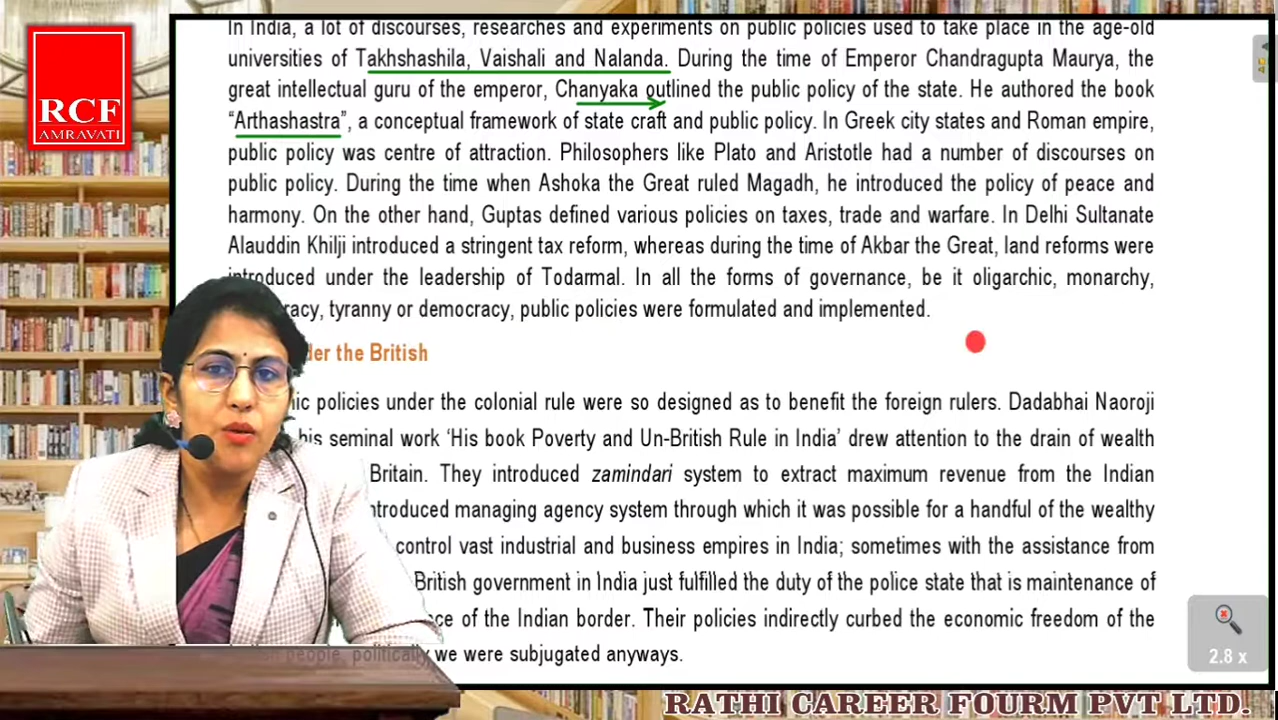 In India, a lot of discourses, researches and experiments on public policies used to take place in the age-old
universities of Takhshashila, Vaishali and Nalanda. During the time of Emperor Chandragupta Maurya, the
great intellectual guru of the emperor, Chanyaka outlined the public policy of the state. He authored the book
“Arthashastra”, a conceptual framework of state craft and public policy. In Greek city states and Roman empire,
public policy was centre of attraction. Philosophers like Plato and Aristotle had a number of discourses on
public policy. During the time when Ashoka the Great ruled Magadh, he introduced the policy of peace and
harmony. On the other hand, Guptas defined various policies on taxes, trade and warfare. In Delhi Sultanate
Alauddin Khilji introduced a stringent tax reform, whereas during the time of Akbar the Great, land reforms were
introduced under the leadership of Todarmal. In all the forms of governance, be it oligarchic, monarchy,
racy, tyranny or democracy, public policies were formulated and implemented.
der the British
ic policies under the colonial rule were so designed as to benefit the foreign rulers. Dadabhai Naoroji
his seminal work ‘His book Poverty and Un-British Rule in India’ drew attention to the drain of wealth
Britain. They introduced zamindari system to extract maximum revenue from the Indian
ntroduced managing agency system through which it was possible for a handful of the wealthy
control vast industrial and business empires in India; sometimes with the assistance from
British government in India just fulfilled the duty of the police state that is maintenance of
ce of the Indian border. Their policies indirectly curbed the economic freedom of the
people, politically we were subjugated anyways.
RCF
AMRAVATI
2.8 x
RATHI CAREER FOURM PVT LTD.